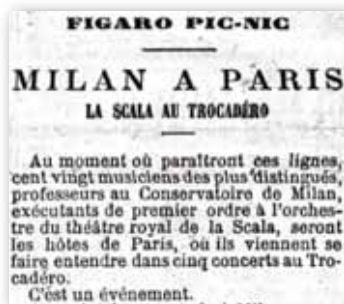 FIGARO PIC-NIC
MILAN A PARIS
LA SCALA AU TROCADÉRO
Au moment où paraîtront ces lignes,
cent vingt musiciens des plus distingués,
professeurs au Conservatoire de Milan,
exécutants de premier ordre à l'orches-
tre du théâtre royal de la Scala, seront
les hôtes de Paris, où ils viennent se
faire entendre dans cinq concerts au Tro-
cadéro.
C'est un événement.